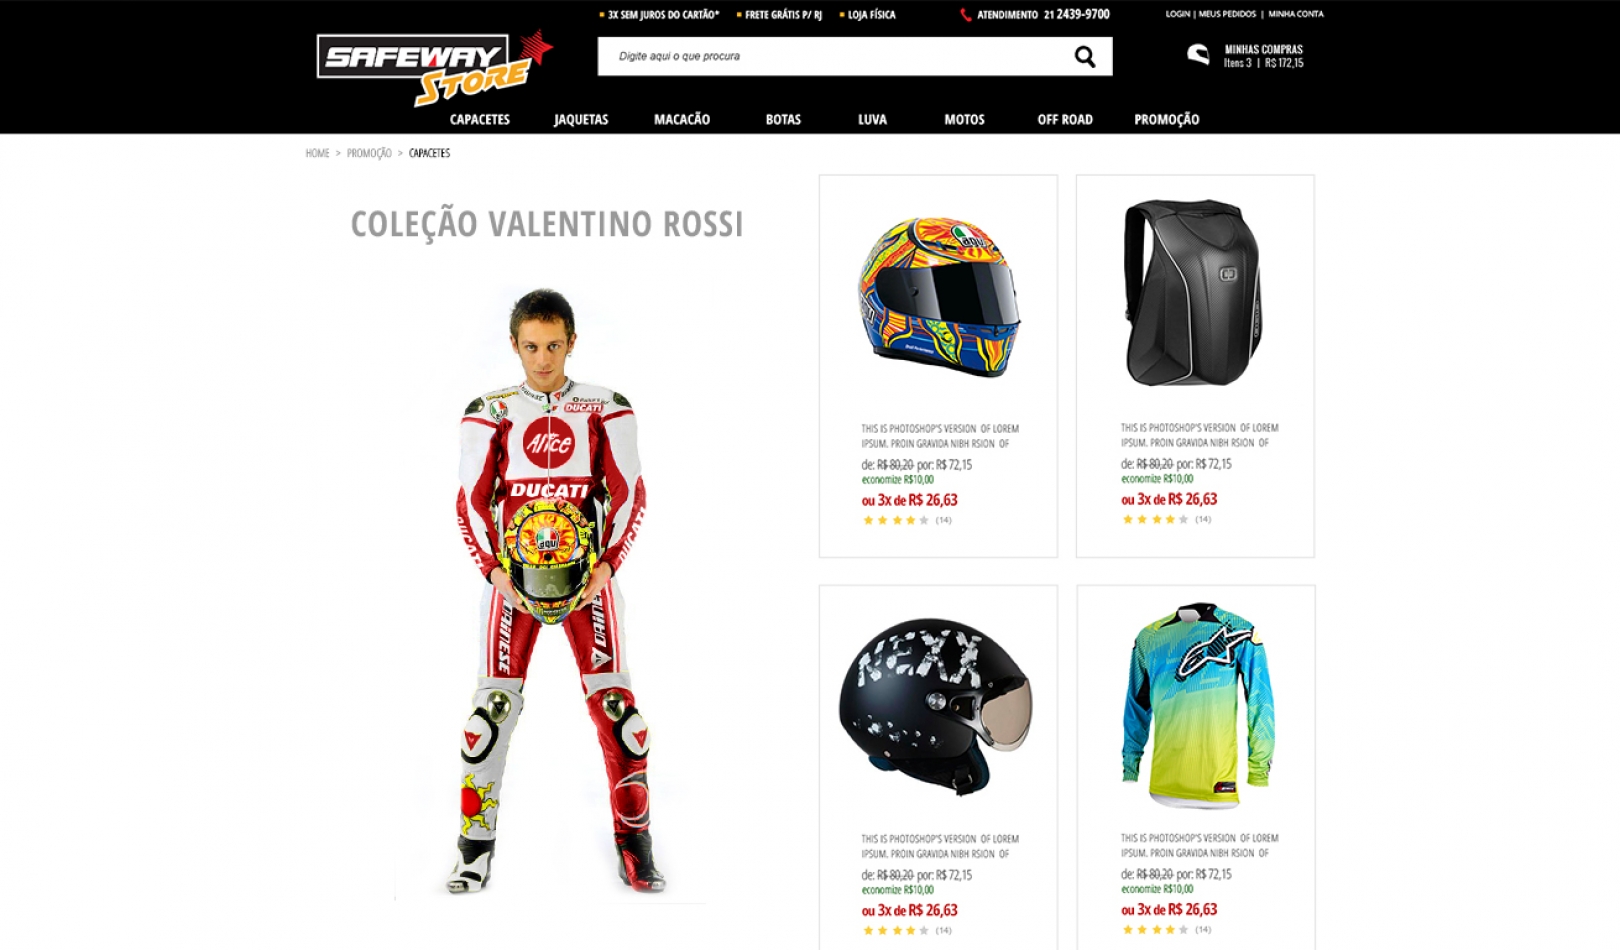 3X SEM JUROS DO CARTÃO*
FRETE GRÁTIS P/ RJ
LOJA FÍSICA
ATENDIMENTO 21 2439-9700
LOGIN | MEUS PEDIDOS | MINHA CONTA
SAFEWAY
STORE
Digite aqui o que procura
MINHAS COMPRAS
Itens 3 | R$ 172,15
CAPACETES JAQUETAS MACACÃO BOTAS LUVA MOTOS OFF ROAD PROMOÇÃO
HOME > PROMOÇÃO > CAPACETES
COLEÇÃO VALENTINO ROSSI
DUCATI
Alice
DUCATI
DUCATI
DUCATI
agv
DAINESE
DAINESE
agv
THIS IS PHOTOSHOP'S VERSION OF LOREM
IPSUM. PROIN GRAVIDA NIBH RSION OF
de: R$ 80,20 por: R$ 72,15
economize R$10,00
ou 3x de R$ 26,63
(14)
THIS IS PHOTOSHOP'S VERSION OF LOREM
IPSUM. PROIN GRAVIDA NIBH RSION OF
de: R$ 80,20 por: R$ 72,15
economize R$10,00
ou 3x de R$ 26,63
(14)
NEXX
THIS IS PHOTOSHOP'S VERSION OF LOREM
IPSUM. PROIN GRAVIDA NIBH RSION OF
de: R$ 80,20 por: R$ 72,15
economize R$10,00
ou 3x de R$ 26,63
(14)
THIS IS PHOTOSHOP'S VERSION OF LOREM
IPSUM. PROIN GRAVIDA NIBH RSION OF
de: R$ 80,20 por: R$ 72,15
economize R$10,00
ou 3x de R$ 26,63
(14)